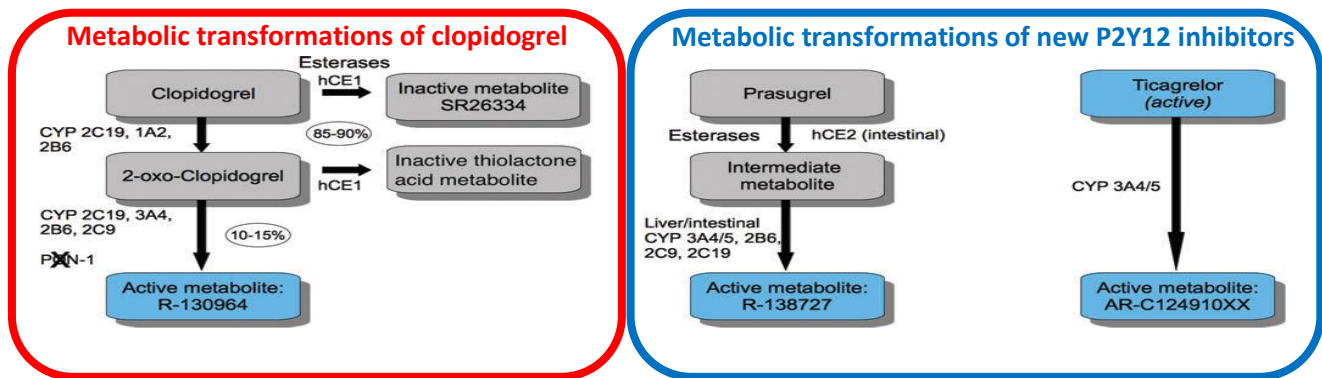 Metabolic transformations of clopidogrel
Esterases
hCE1
Clopidogrel
Inactive metabolite
SR26334
CYP 2C19, 1A2,
2B6
85-90%
2-oxo-Clopidogrel
hCE1
Inactive thiolactone
acid metabolite
CYP 2C19, 3A4,
2B6, 2C9
10-15%
PON-1
Active metabolite:
R-130964
Metabolic transformations of new P2Y12 inhibitors
Prasugrel
Esterases
hCE2 (intestinal)
Intermediate
metabolite
Liver/intestinal
CYP 3A4/5, 2B6,
2C9, 2C19
Active metabolite:
R-138727
Ticagrelor
(active)
CYP 3A4/5
Active metabolite:
AR-C124910XX